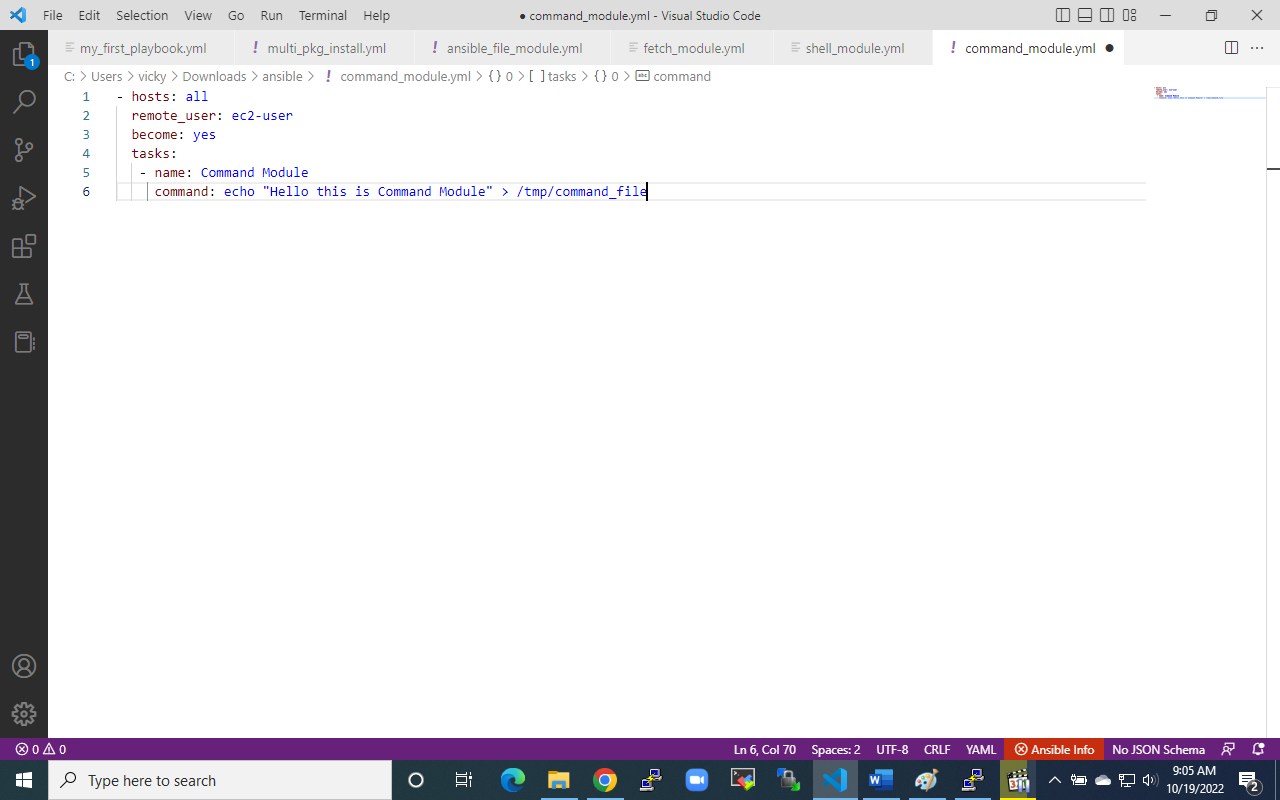 File Edit Selection View Go Run Terminal Help ● command_module.yml - Visual Studio Code
my_first_playbook.yml ! multi_pkg_install.yml ! ansible_file_module.yml fetch_module.yml shell_module.yml ! command_module.yml ●
C: > Users > vicky > Downloads > ansible > ! command_module.yml > { } 0 > [ ] tasks > { } 0 > abc command
1 - hosts: all
2   remote_user: ec2-user
3   become: yes
4   tasks:
5    - name: Command Module
6      command: echo "Hello this is Command Module" > /tmp/command_file
1
0 0 Ln 6, Col 70 Spaces: 2 UTF-8 CRLF YAML Ansible Info No JSON Schema
Type here to search 9:05 AM
10/19/2022 2